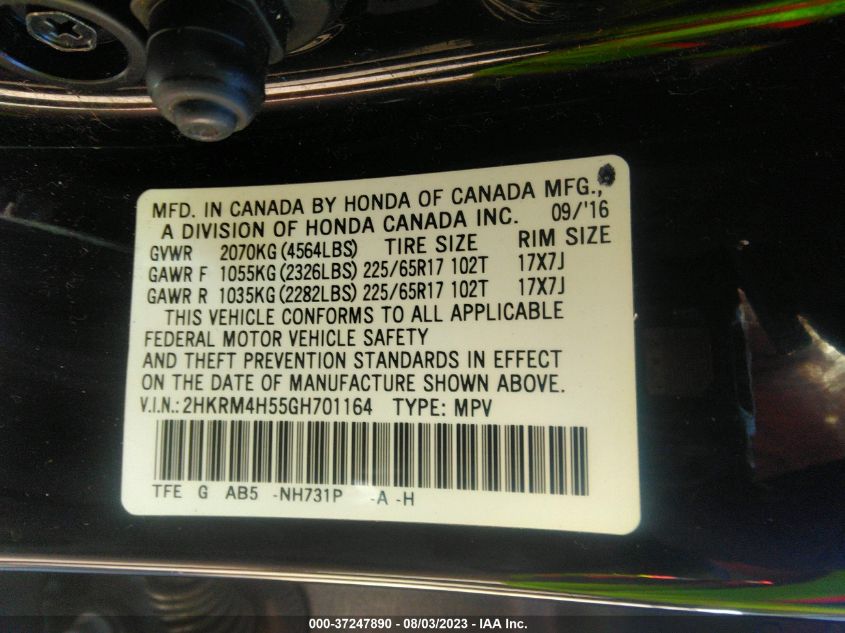 MFD. IN CANADA BY HONDA OF CANADA MFG.,
A DIVISION OF HONDA CANADA INC. 09/'16
GVWR 2070KG (4564LBS) TIRE SIZE RIM SIZE
GAWR F 1055KG (2326LBS) 225/65R17 102T 17X7J
GAWR R 1035KG (2282LBS) 225/65R17 102T 17X7J
THIS VEHICLE CONFORMS TO ALL APPLICABLE
FEDERAL MOTOR VEHICLE SAFETY
AND THEFT PREVENTION STANDARDS IN EFFECT
ON THE DATE OF MANUFACTURE SHOWN ABOVE.
V.I.N.: 2HKRM4H55GH701164 TYPE: MPV
TFE G AB5 -NH731P -A -H
000-37247890 - 08/03/2023 - IAA Inc.